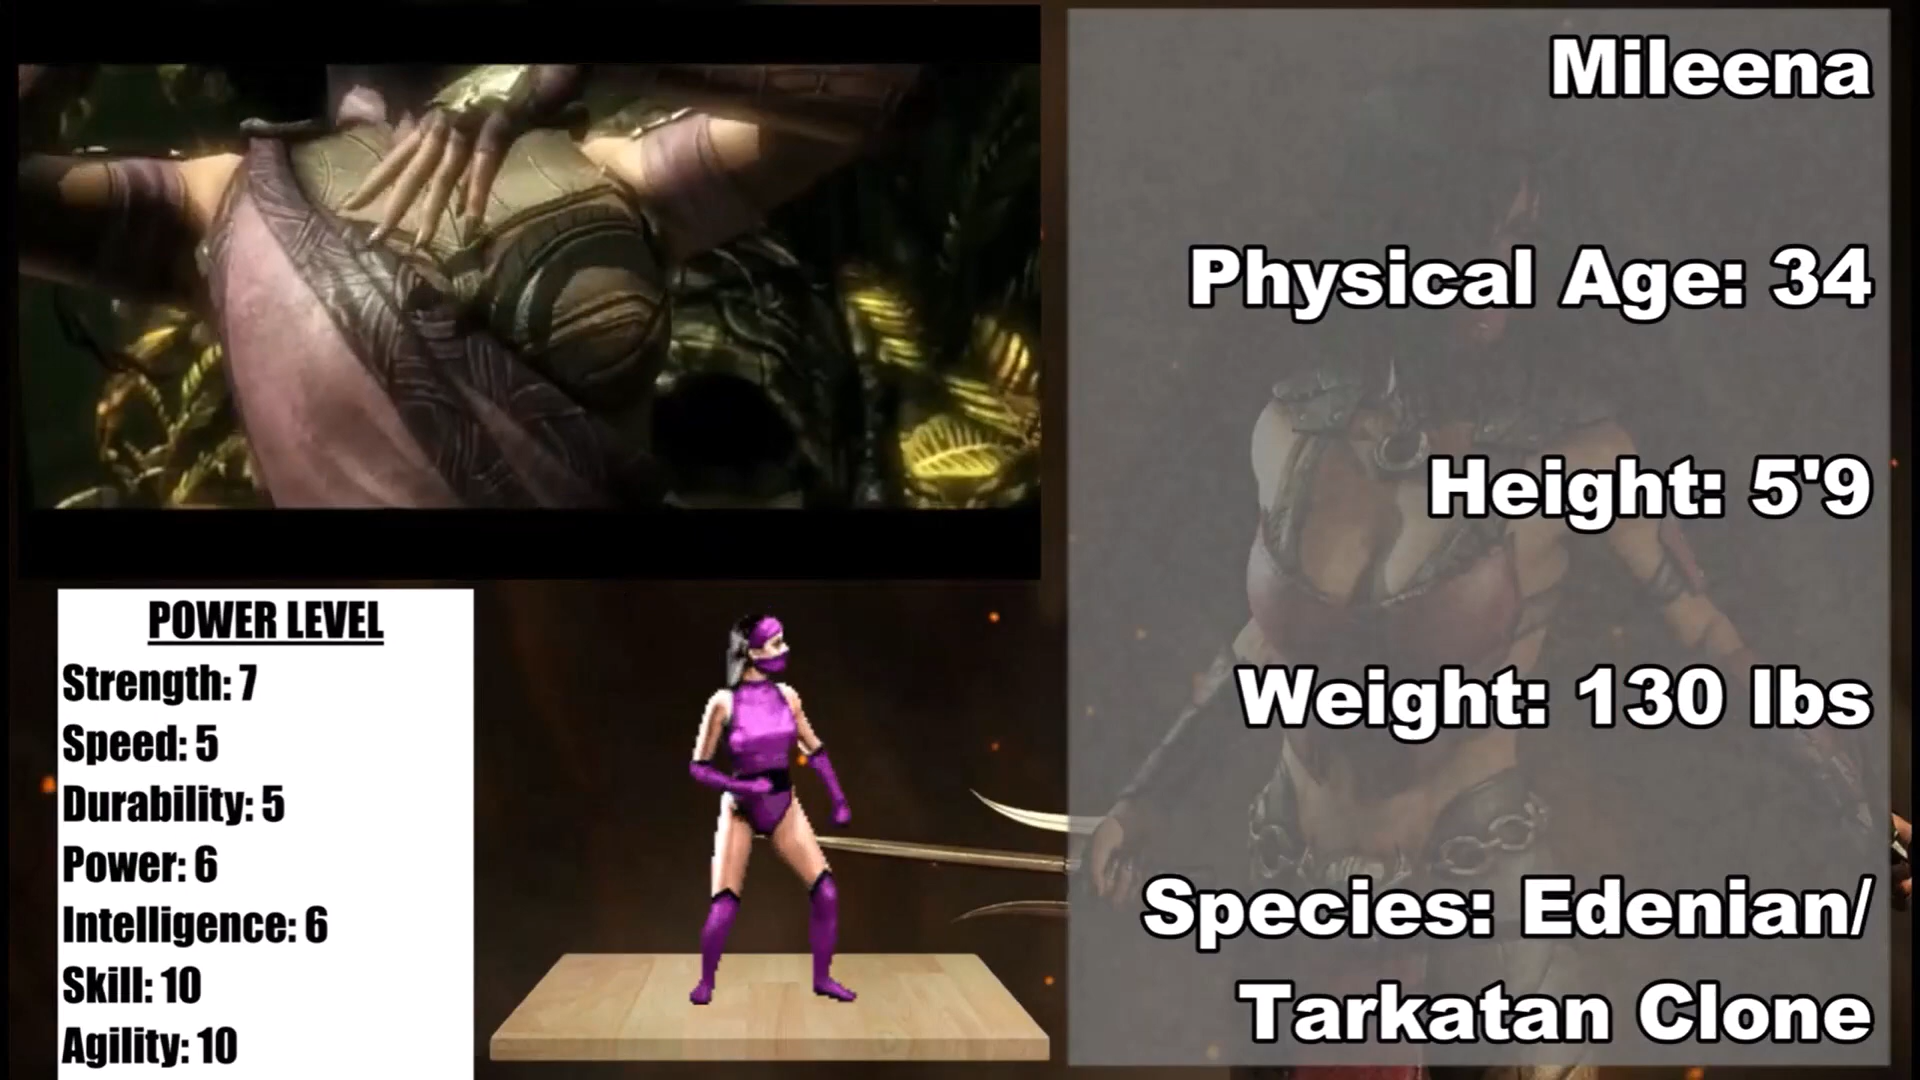 Mileena
Physical Age: 34
Height: 5'9
Weight: 130 lbs
Species: Edenian/
Tarkatan Clone
POWER LEVEL
Strength: 7
Speed: 5
Durability: 5
Power: 6
Intelligence: 6
Skill: 10
Agility: 10